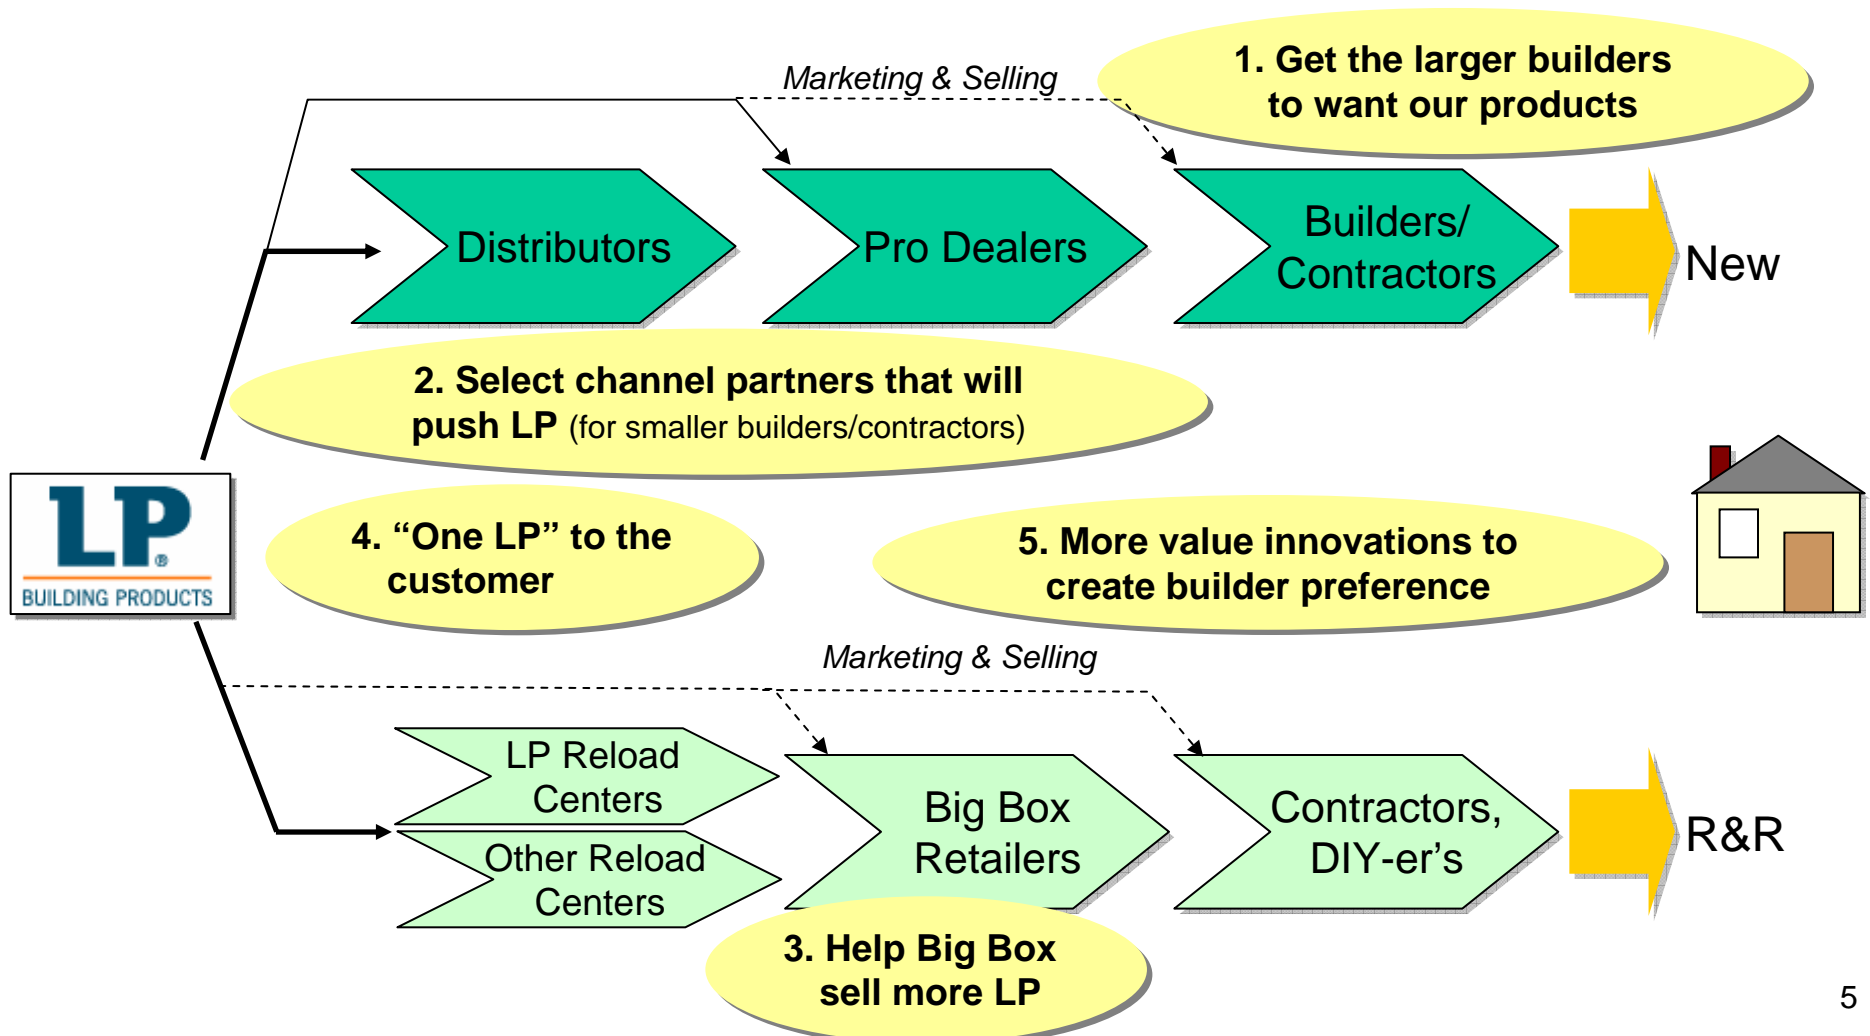 1. Get the larger builders
to want our products
Marketing & Selling
Distributors
Pro Dealers
Builders/
Contractors
New
2. Select channel partners that will
push LP (for smaller builders/contractors)
LP®
BUILDING PRODUCTS
4. “One LP” to the
customer
5. More value innovations to
create builder preference
Marketing & Selling
LP Reload
Centers
Other Reload
Centers
Big Box
Retailers
Contractors,
DIY-er’s
R&R
3. Help Big Box
sell more LP
5